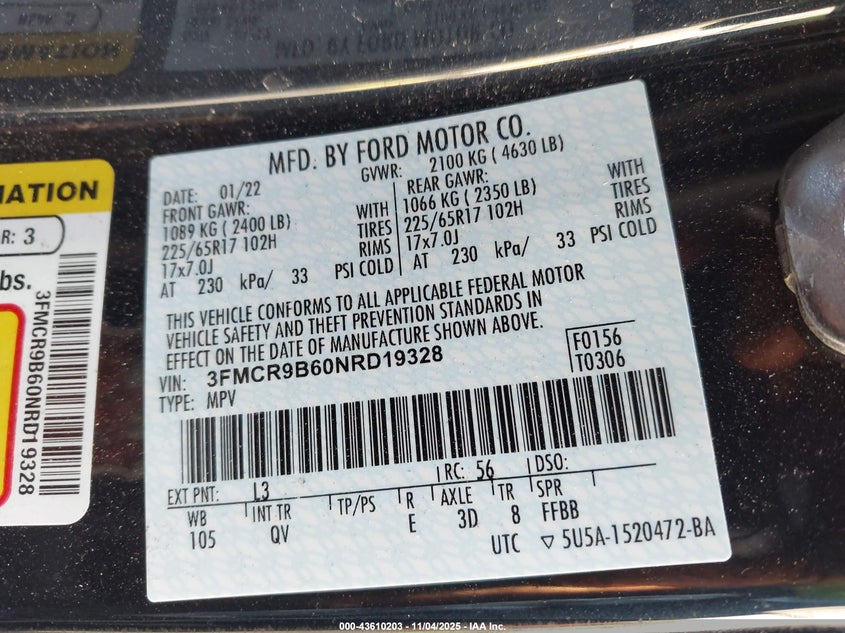 MFD. BY FORD MOTOR CO.
DATE: 01/22
GVWR: 2100 KG ( 4630 LB)
FRONT GAWR: WITH
1089 KG ( 2400 LB) TIRES
225/65R17 102H RIMS
17x7.0J
AT 230 kPa/ 33 PSI COLD
REAR GAWR: WITH
1066 KG ( 2350 LB) TIRES
225/65R17 102H RIMS
17x7.0J
AT 230 kPa/ 33 PSI COLD
THIS VEHICLE CONFORMS TO ALL APPLICABLE FEDERAL MOTOR
VEHICLE SAFETY AND THEFT PREVENTION STANDARDS IN
EFFECT ON THE DATE OF MANUFACTURE SHOWN ABOVE.
VIN: 3FMCR9B60NRD19328
TYPE: MPV
F0156
T0306
EXT PNT: L3 RC: 56 DSO:
WB INT TR TP/PS R AXLE TR SPR
105 QV E 3D 8 FFBB
UTC ▽ 5U5A-1520472-BA
MATION
R: 3
bs.
3FMCR9B60NRD19328
MFD. BY FORD MOTOR CO.
000-43610203 - 11/04/2025 - IAA Inc.